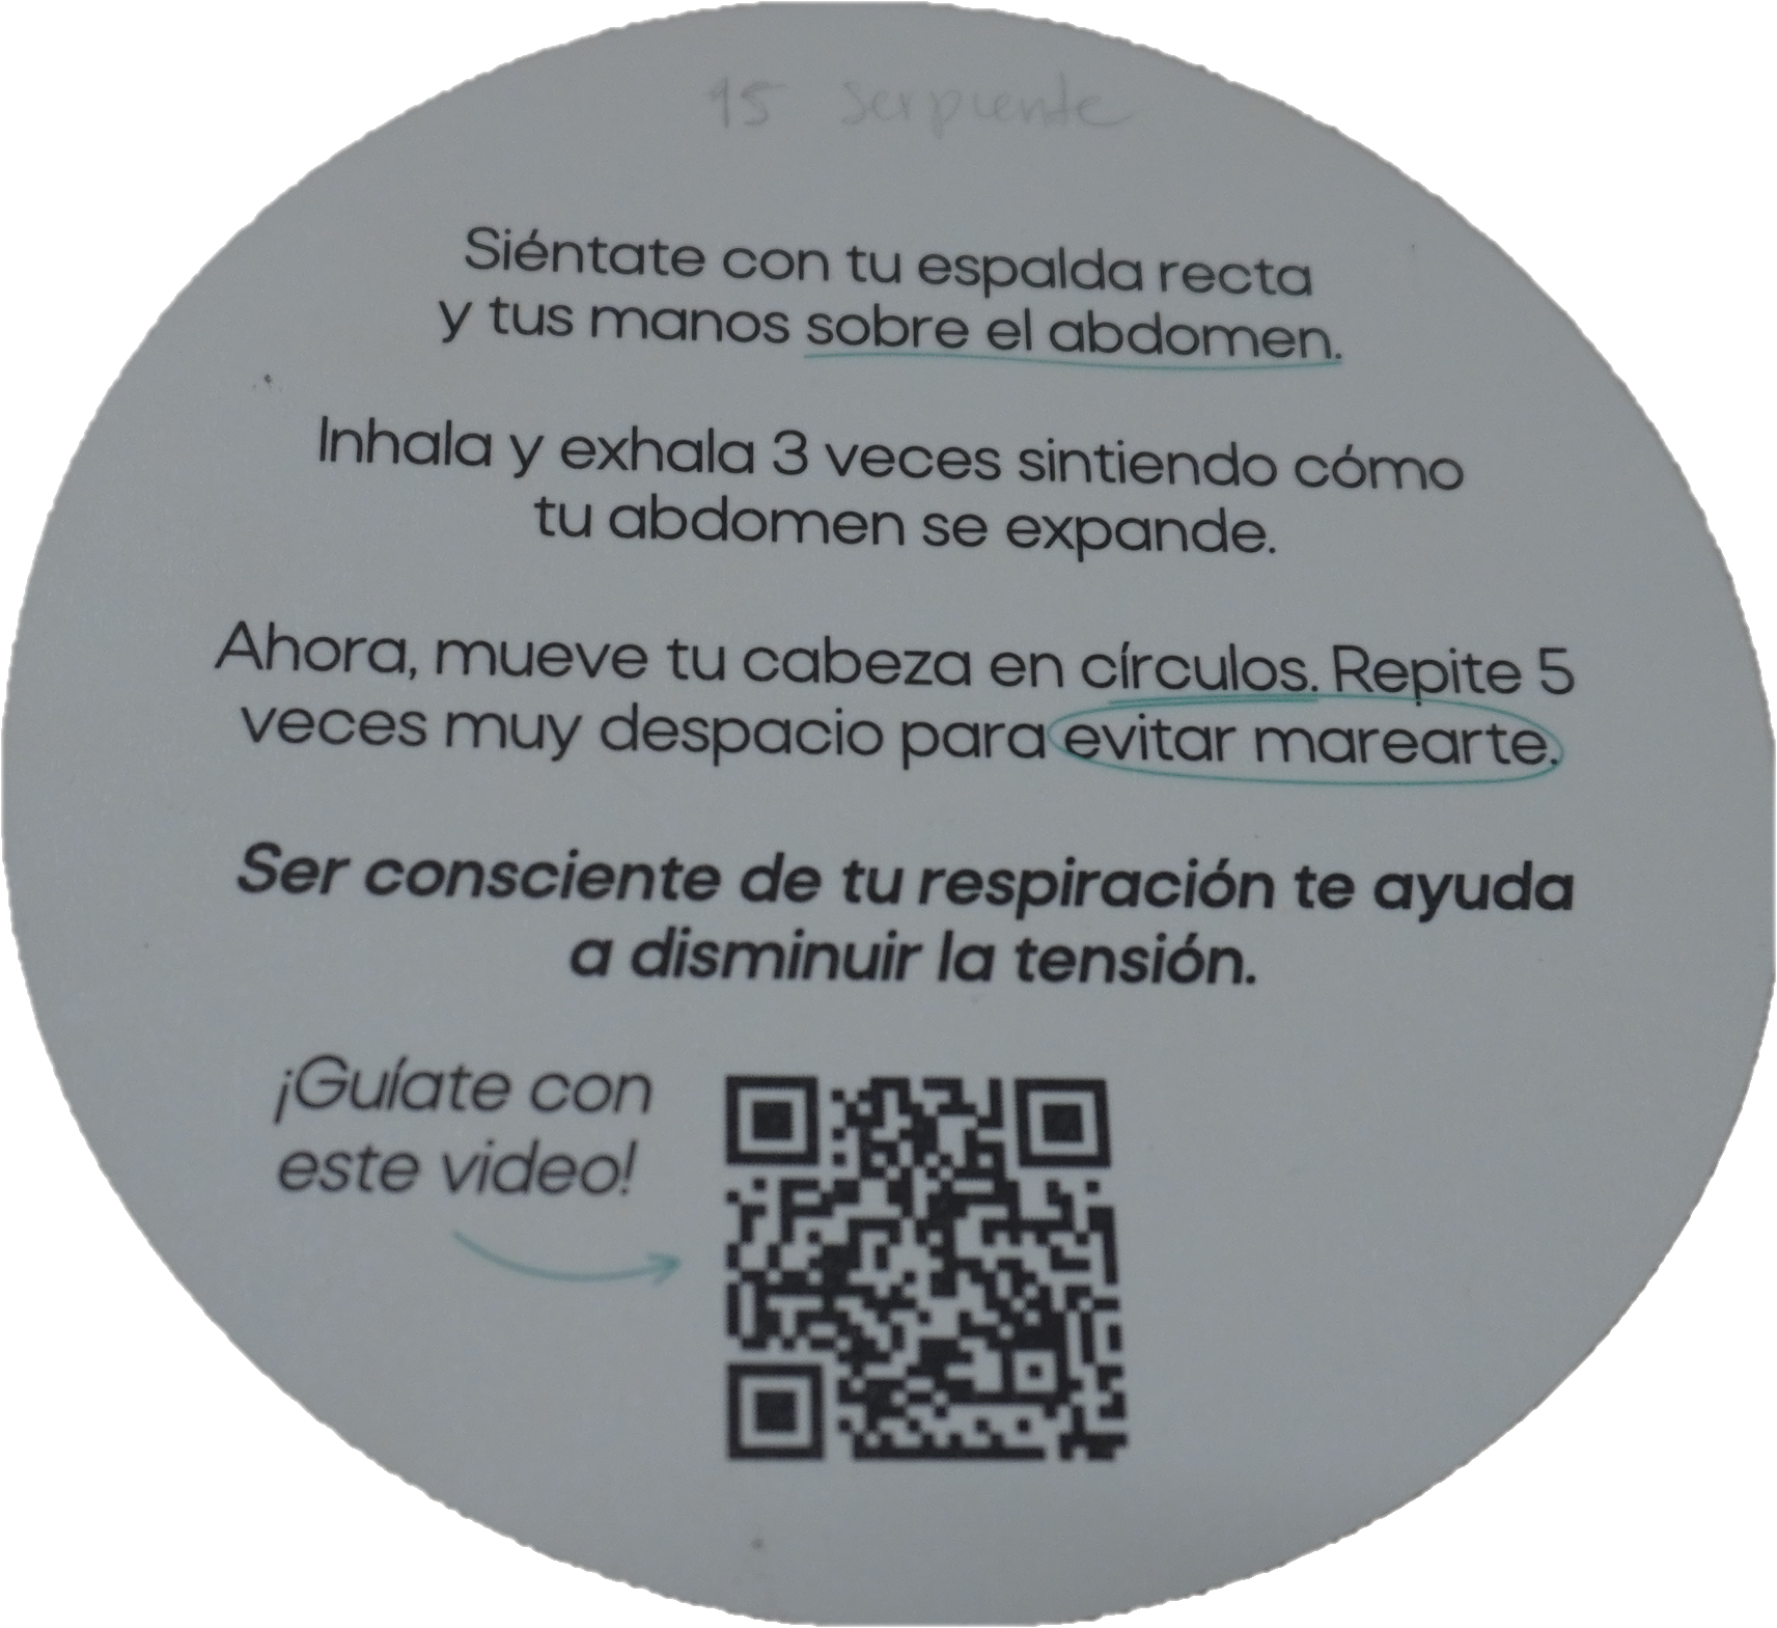 15 Serpiente
Siéntate con tu espalda recta
y tus manos sobre el abdomen.
Inhala y exhala 3 veces sintiendo cómo
tu abdomen se expande.
Ahora, mueve tu cabeza en círculos. Repite 5
veces muy despacio para evitar marearte.
Ser consciente de tu respiración te ayuda
a disminuir la tensión.
¡Guíate con
este video!